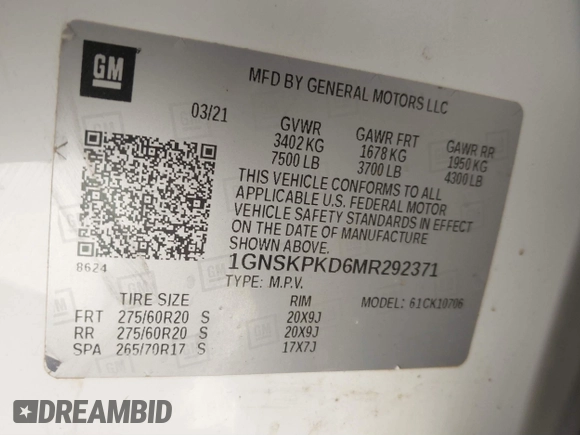 GM
MFD BY GENERAL MOTORS LLC
03/21
GVWR GAWR FRT GAWR RR
3402 KG 1678 KG 1950 KG
7500 LB 3700 LB 4300 LB
THIS VEHICLE CONFORMS TO ALL
APPLICABLE U.S. FEDERAL MOTOR
VEHICLE SAFETY STANDARDS IN EFFECT
ON THE DATE OF MANUFACTURE
SHOWN ABOVE
8624
1GNSKPKD6MR292371
TYPE: M.P.V. MODEL: 61CK10706
TIRE SIZE RIM
FRT 275/60R20 S 20X9J
RR 275/60R20 S 20X9J
SPA 265/70R17 S 17X7J
DREAMBID